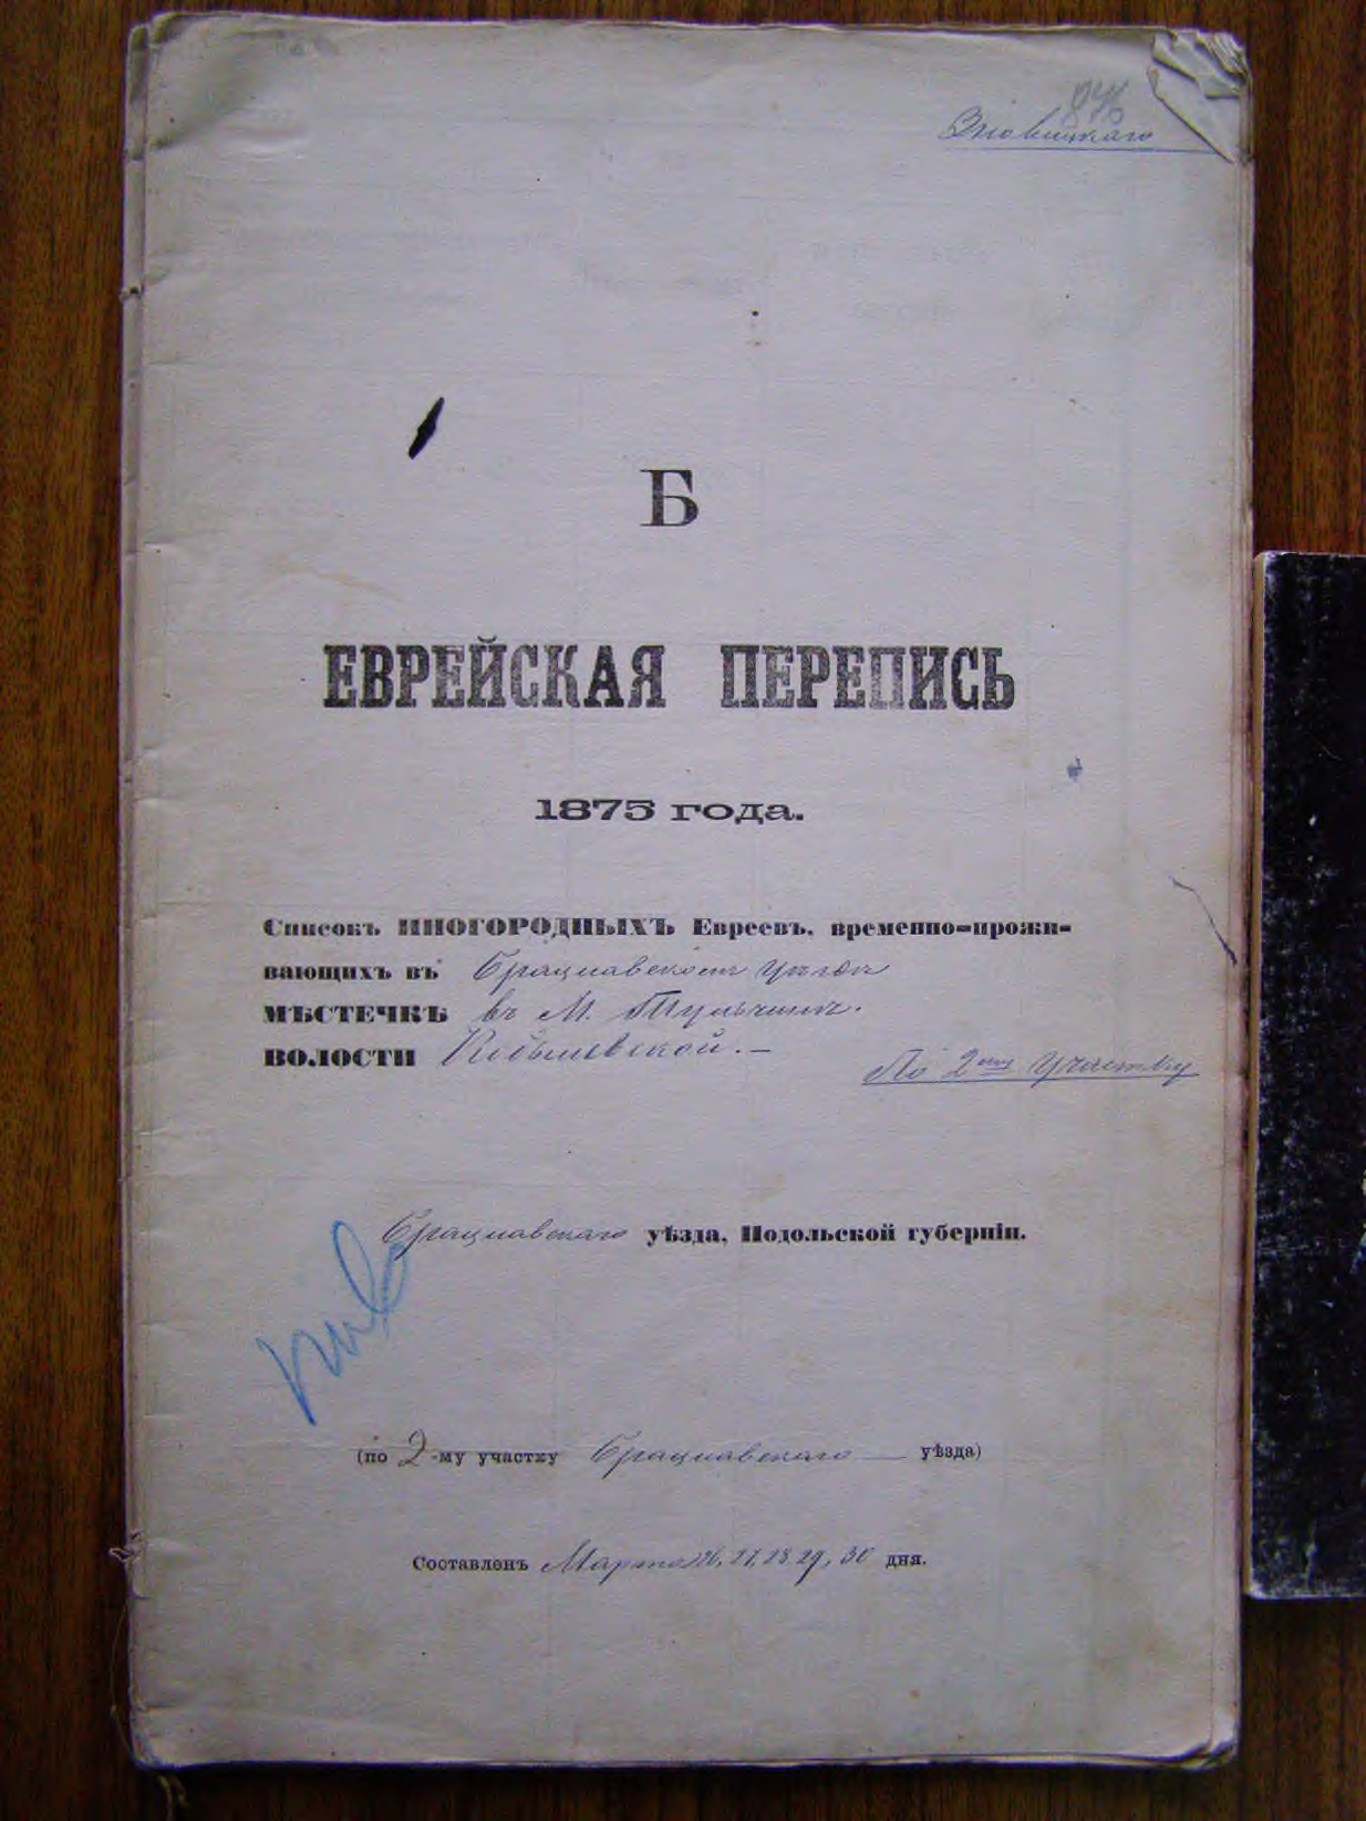 846
Б
ЕВРЕЙСКАЯ ПЕРЕПИСЬ
1875 года.
Списокъ ИНОГОРОДНЫХЪ Евреевъ, временно-прожи-
вающихъ въ Брацлавскомъ уѣздѣ
МѢСТЕЧКѢ въ М. Тульчинѣ.
ВОЛОСТИ
По 2му участку
Брацлавскаго уѣзда, Подольской губерніи.
(по 2-му участку Брацлавскаго — уѣзда)
Составленъ Марта 26, 27, 28, 29, 30 дня.